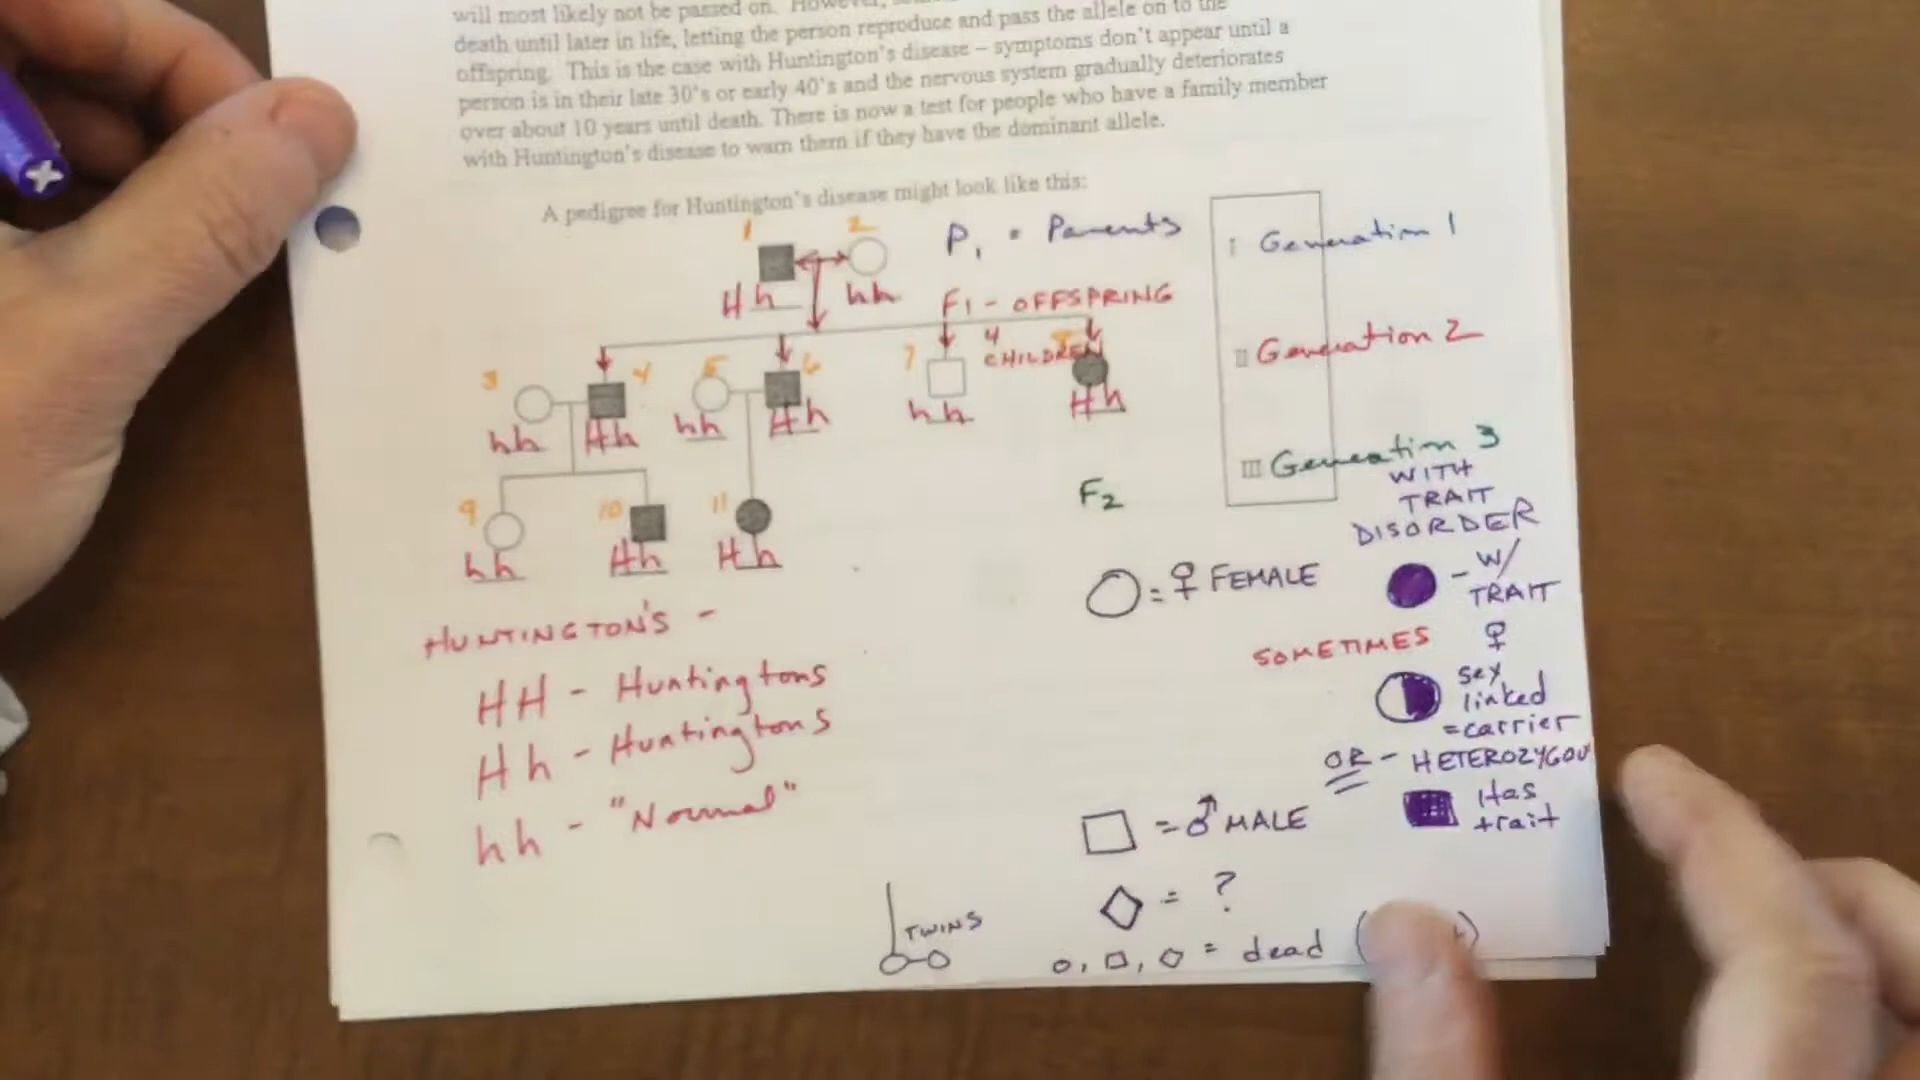 will most likely not be passed on. However,
death until later in life, letting the person reproduce and pass the allele on to the
offspring. This is the case with Huntington's disease – symptoms don't appear until a
person is in their late 30's or early 40's and the nervous system gradually deteriorates
over about 10 years until death. There is now a test for people who have a family member
with Huntington's disease to warn them if they have the dominant allele.
A pedigree for Huntington's disease might look like this:
1 2
P1 = Parents
I Generation 1
Hh hh
F1 - OFFSPRING
4
CHILDREN
II Generation 2
3 4 5 6 7
hh Hh hh Hh hh Hh
III Generation 3
F2
9 10 11
hh Hh Hh
WITH
TRAIT
DISORDER
○ = ♀ FEMALE
- W/
TRAIT
♀
HUNTINGTON'S -
HH - Huntingtons
Hh - Huntingtons
hh - "Normal"
SOMETIMES
sex
linked
= carrier
OR - HETEROZYGOU
□ = ♂ MALE
Has
trait
◇ = ?
TWINS
○, □, ◇ = dead